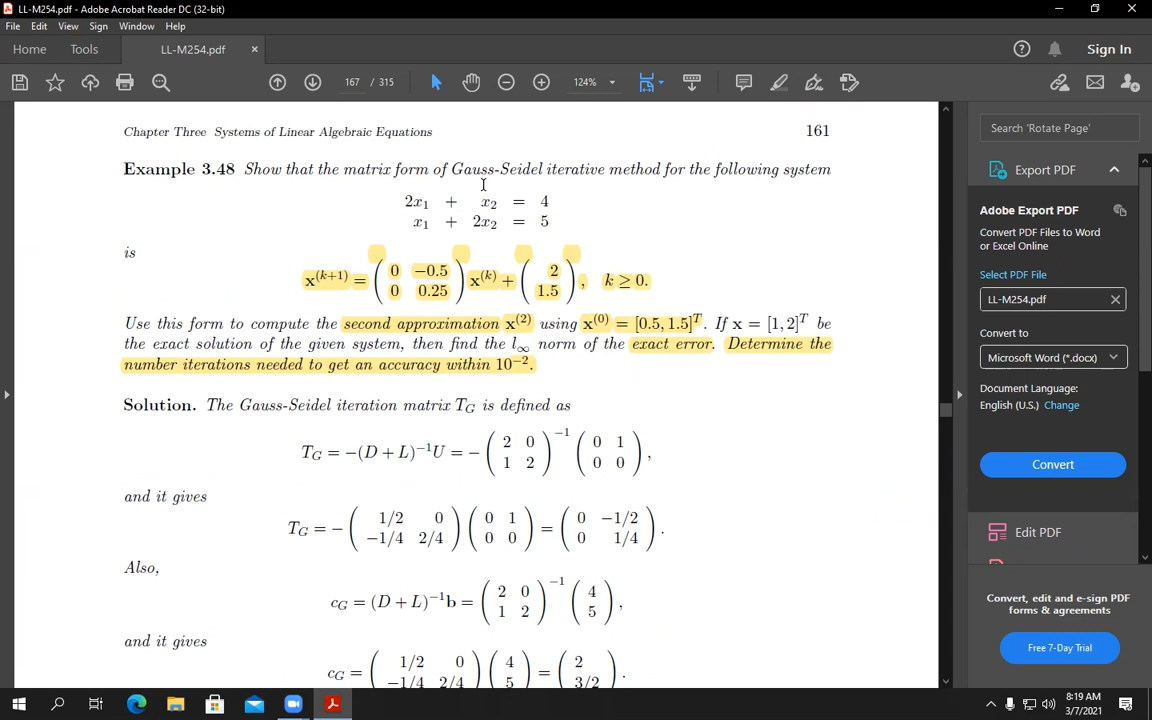 LL-M254.pdf - Adobe Acrobat Reader DC (32-bit)
File Edit View Sign Window Help
Home Tools LL-M254.pdf × Sign In
167 / 315 124%
Chapter Three Systems of Linear Algebraic Equations 161
Example 3.48 Show that the matrix form of Gauss-Seidel iterative method for the following system
2x₁ + x₂ = 4
x₁ + 2x₂ = 5
is
x⁽ᵏ⁺¹⁾ = ( 0 −0.5 ; 0 0.25 ) x⁽ᵏ⁾ + ( 2 ; 1.5 ), k ≥ 0.
Use this form to compute the second approximation x⁽²⁾ using x⁽⁰⁾ = [0.5, 1.5]ᵀ. If x = [1, 2]ᵀ be
the exact solution of the given system, then find the l∞ norm of the exact error. Determine the
number iterations needed to get an accuracy within 10⁻².
Solution. The Gauss-Seidel iteration matrix T_G is defined as
T_G = −(D + L)⁻¹U = − ( 2 0 ; 1 2 )⁻¹ ( 0 1 ; 0 0 ),
and it gives
T_G = − ( 1/2 0 ; −1/4 2/4 ) ( 0 1 ; 0 0 ) = ( 0 −1/2 ; 0 1/4 ).
Also,
c_G = (D + L)⁻¹b = ( 2 0 ; 1 2 )⁻¹ ( 4 ; 5 ),
and it gives
c_G = ( 1/2 0 ; −1/4 2/4 ) ( 4 ; 5 ) = ( 2 ; 3/2 ).
Search 'Rotate Page'
Export PDF
Adobe Export PDF
Convert PDF Files to Word
or Excel Online
Select PDF File
LL-M254.pdf
Convert to
Microsoft Word (*.docx)
Document Language:
English (U.S.) Change
Convert
Edit PDF
Convert, edit and e-sign PDF
forms & agreements
Free 7-Day Trial
8:19 AM
3/7/2021